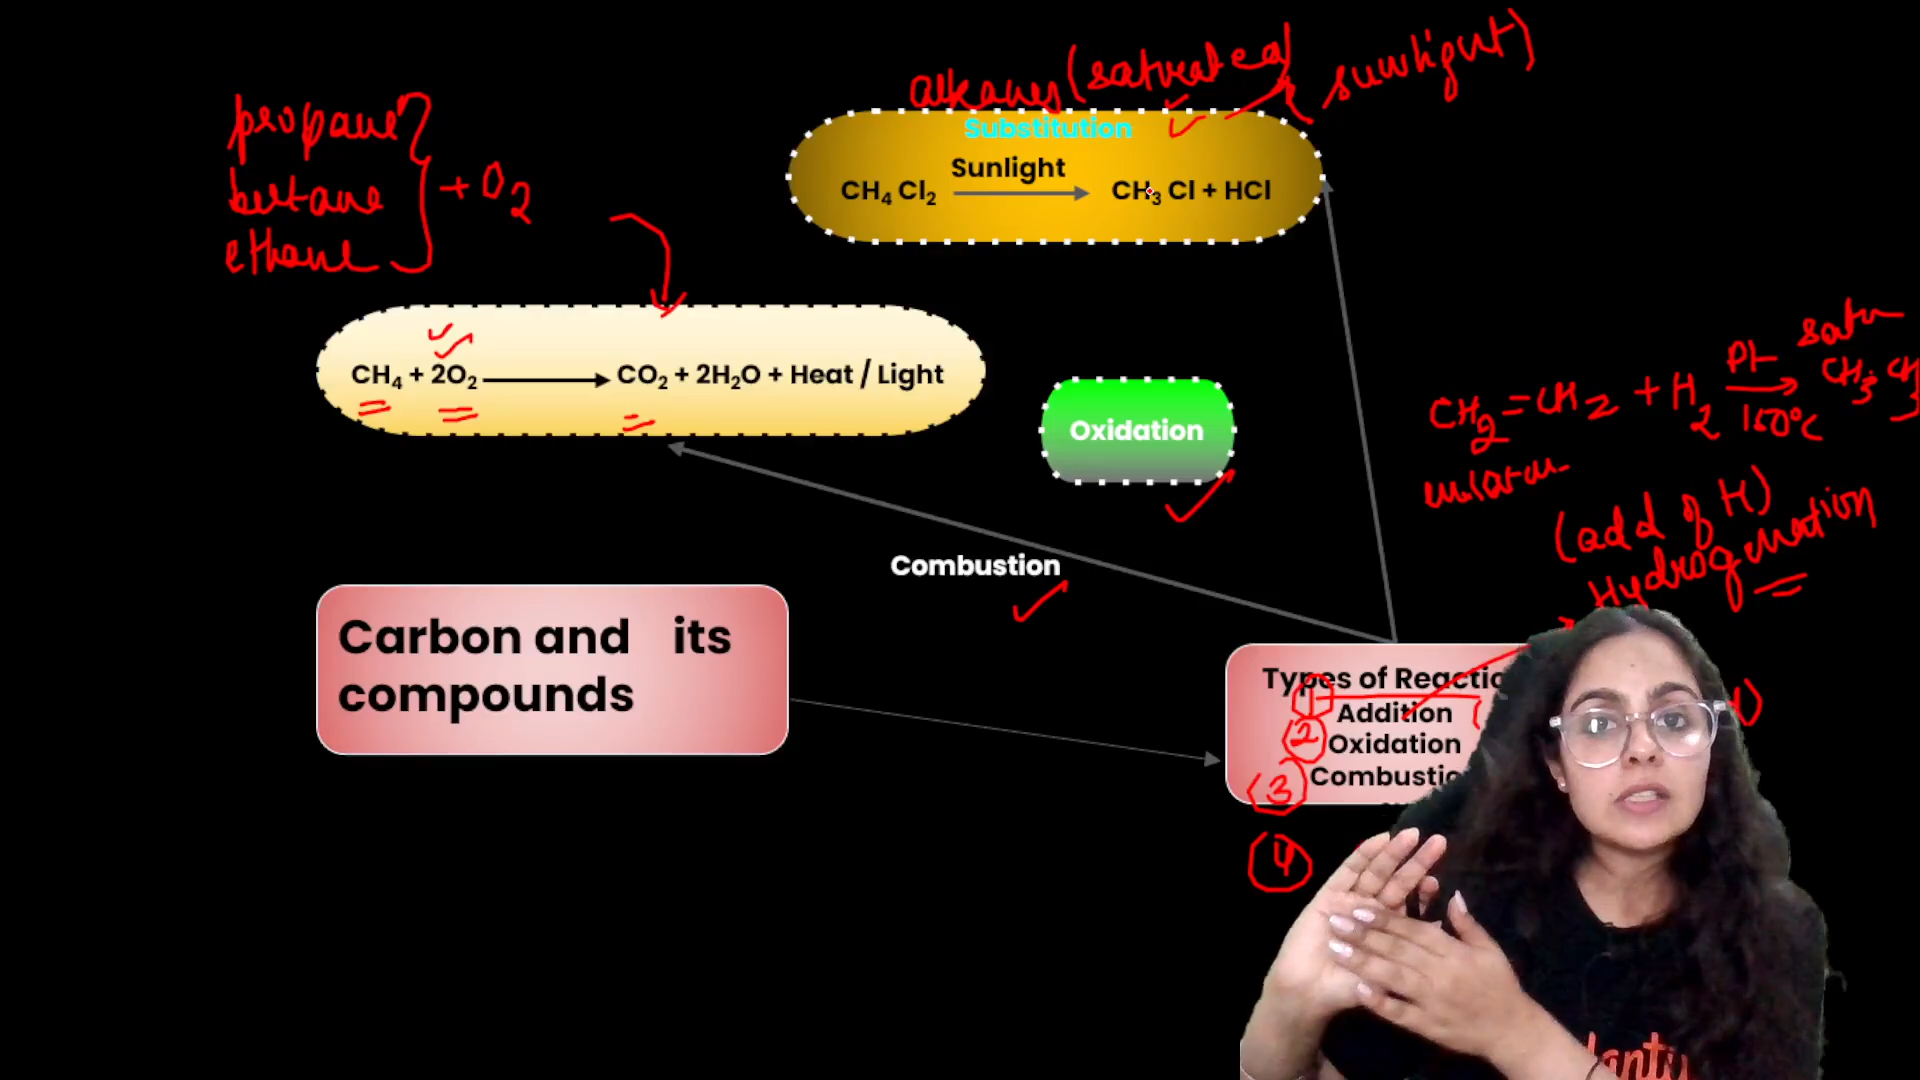 alkanes (saturated
sunlight)
Substitution
Sunlight
CH₄ Cl₂ → CH₃ Cl + HCl
propane
butane
ethane
+ O₂
CH₄ + 2O₂ → CO₂ + 2H₂O + Heat / Light
Oxidation
satu
CH₂=CH₂ + H₂ Pt → 150°C CH₃ CH₃
(add of H)
Hydrogenation
Combustion
Carbon and its
compounds
Types of Reactio
1 Addition
2 Oxidation
3 Combustio
4